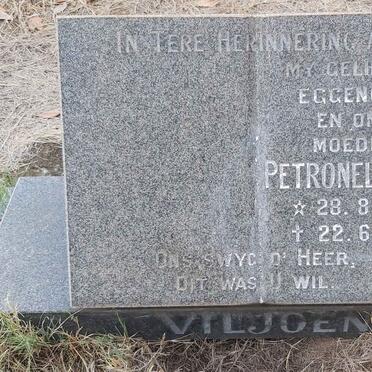 IN TERE HERINNERING A
MY GELI
EGGENO
EN ON
MOED
PETRONEL
☆ 28.8
✝ 22.6
ONS SWYG O' HEER,
DIT WAS U WIL.
VILJOEN